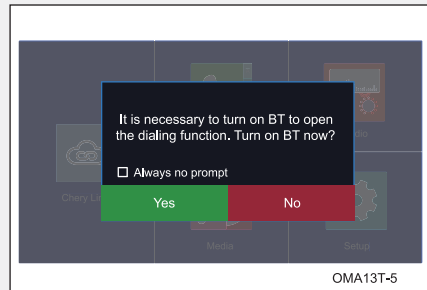 It is necessary to turn on BT to open
the dialing function. Turn on BT now?
Always no prompt
Yes
No
Media
Setup
OMA13T-5